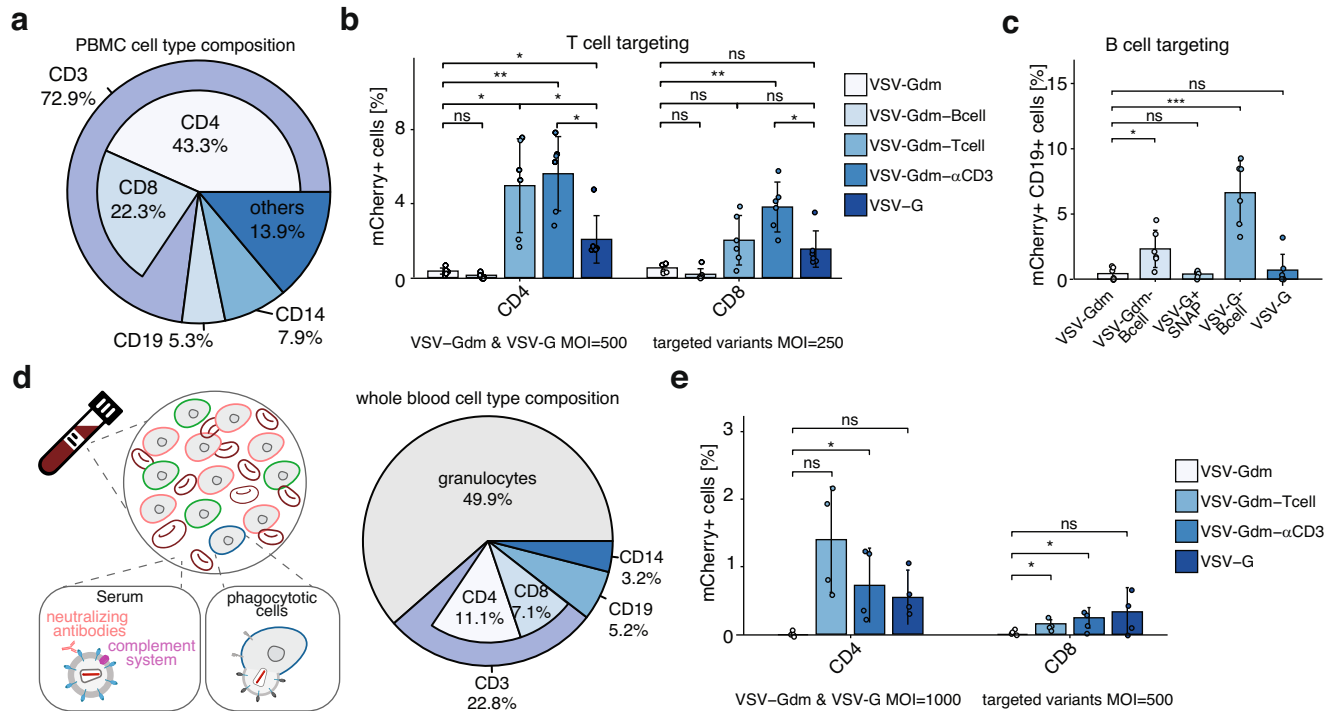 a
PBMC cell type composition
CD3
72.9%
CD4
43.3%
CD8
22.3%
others
13.9%
CD14
7.9%
CD19 5.3%
b
T cell targeting
mCherry+ cells [%]
8
4
0
*
**
*
*
ns
*
ns
**
ns
ns
ns
*
CD4
CD8
VSV–Gdm & VSV-G MOI=500
targeted variants MOI=250
VSV-Gdm
VSV-Gdm–Bcell
VSV-Gdm–Tcell
VSV-Gdm–αCD3
VSV–G
c
B cell targeting
mCherry+ CD19+ cells [%]
15
10
5
0
ns
***
ns
*
VSV-Gdm
VSV-Gdm-
Bcell
VSV-G+
SNAP
VSV-G-
Bcell
VSV-G
d
Serum
neutralizing
antibodies
complement
system
phagocytotic
cells
whole blood cell type composition
granulocytes
49.9%
CD4
11.1%
CD8
7.1%
CD14
3.2%
CD19
5.2%
CD3
22.8%
e
mCherry+ cells [%]
3
2
1
0
ns
*
ns
ns
*
*
CD4
CD8
VSV–Gdm & VSV-G MOI=1000
targeted variants MOI=500
VSV-Gdm
VSV-Gdm–Tcell
VSV-Gdm–αCD3
VSV–G